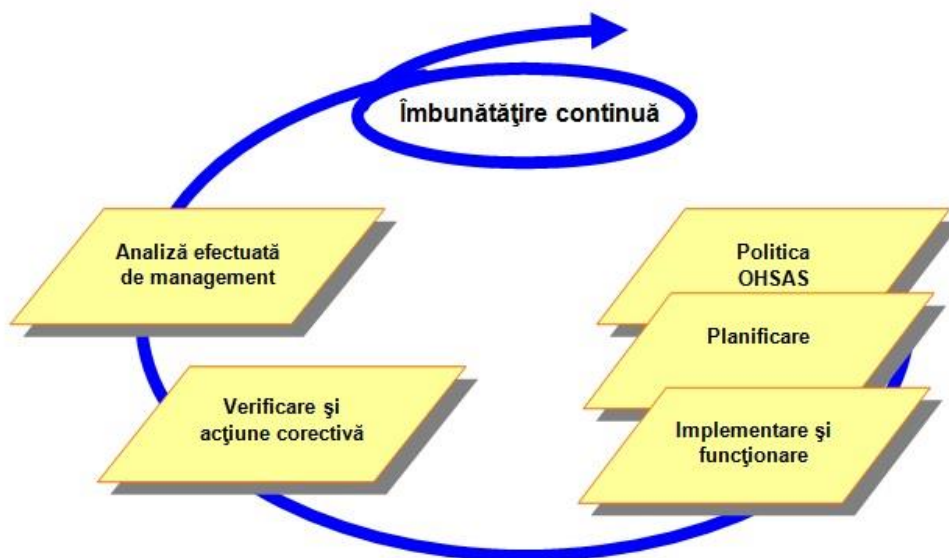 Îmbunătăţire continuă
Analiză efectuată
de management
Politica
OHSAS
Planificare
Verificare şi
acţiune corectivă
Implementare şi
funcţionare